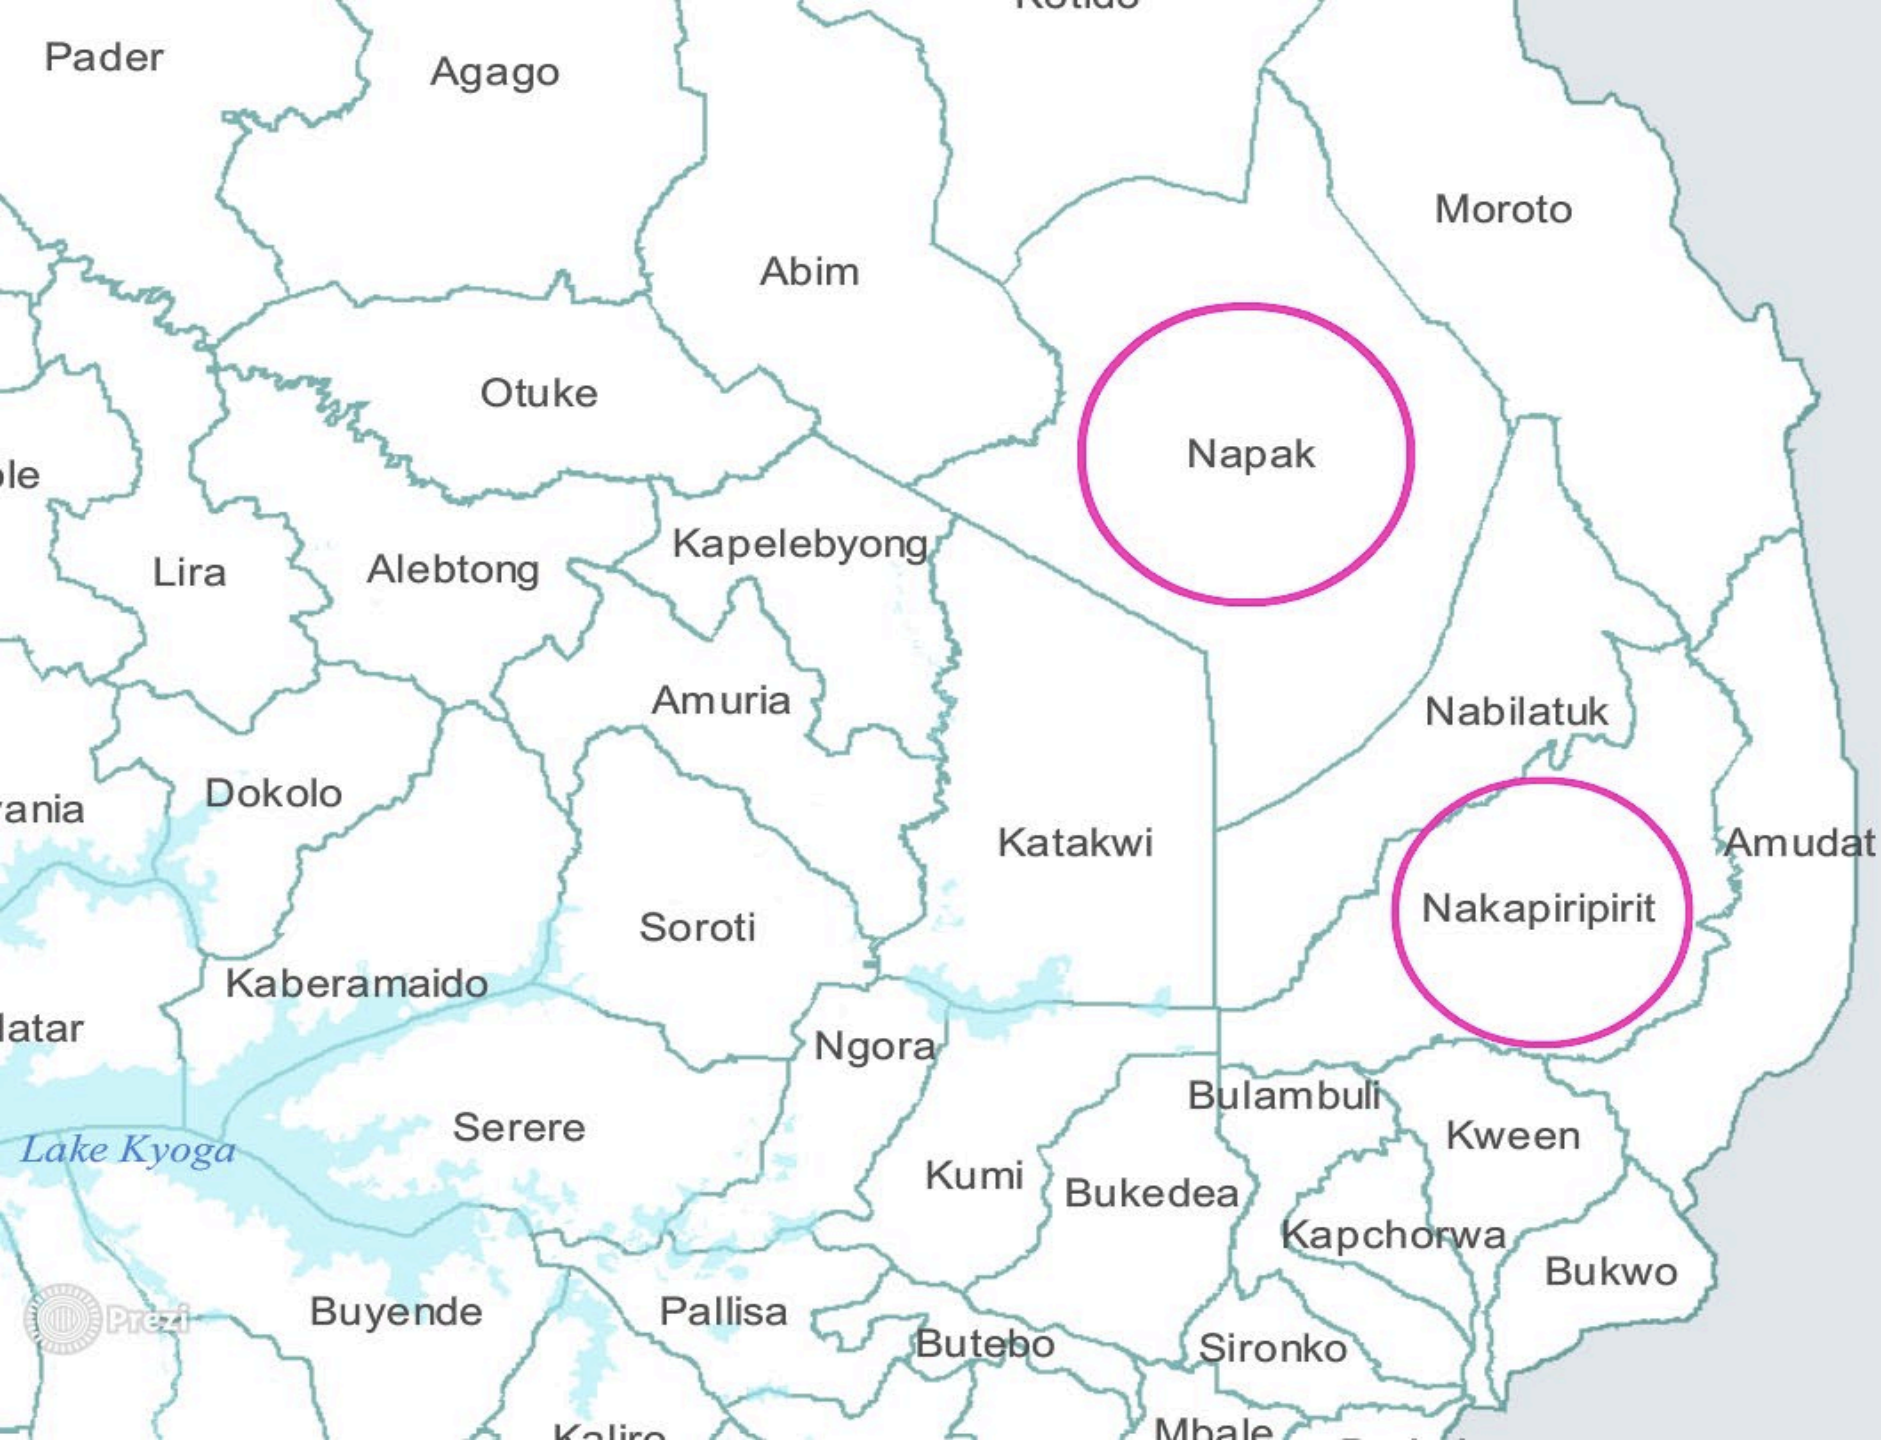 Pader
Agago
Moroto
Abim
Otuke
Napak
Kapelebyong
Lira
Alebtong
Amuria
Nabilatuk
Dokolo
Katakwi
Amudat
Nakapiripirit
Soroti
Kaberamaido
Ngora
Bulambuli
Serere
Kween
Lake Kyoga
Kumi
Bukedea
Kapchorwa
Bukwo
Buyende
Pallisa
Prezi
Butebo
Sironko
Mbale